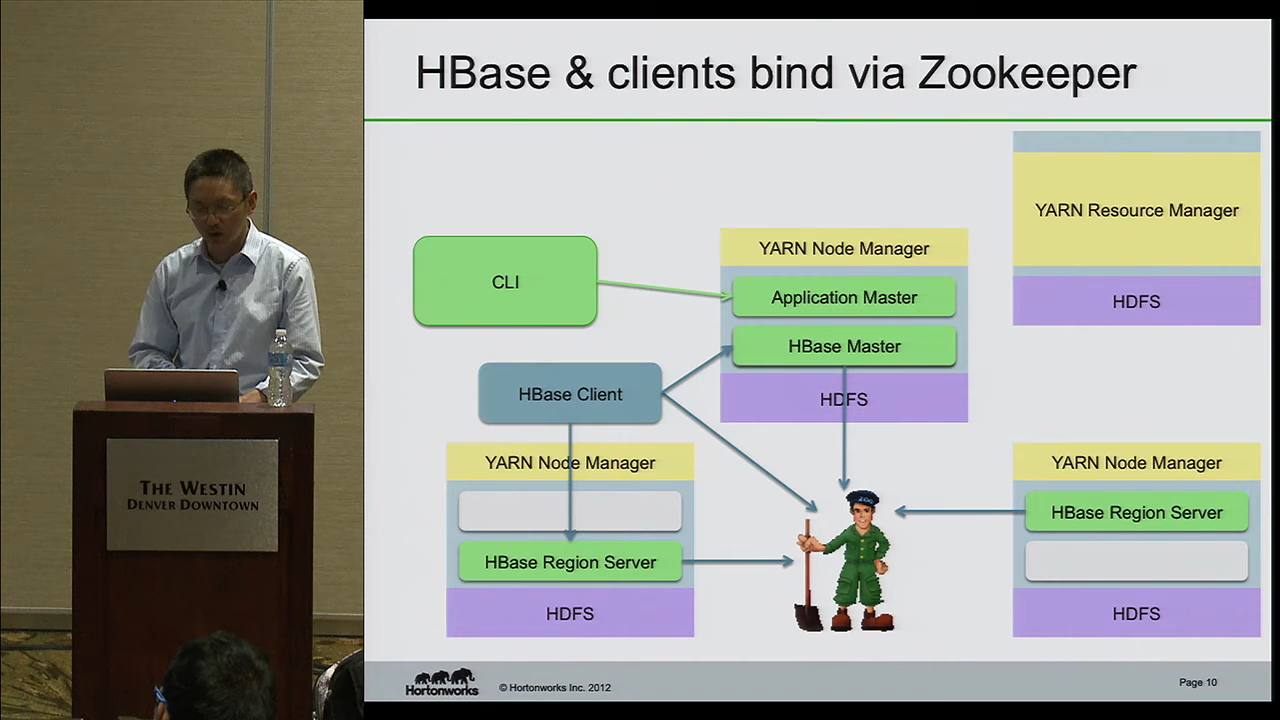 HBase & clients bind via Zookeeper
YARN Resource Manager
HDFS
CLI
YARN Node Manager
Application Master
HBase Master
HDFS
HBase Client
YARN Node Manager
HBase Region Server
HDFS
ZOO
YARN Node Manager
HBase Region Server
HDFS
Hortonworks
© Hortonworks Inc. 2012
Page 10
THE WESTIN
DENVER DOWNTOWN